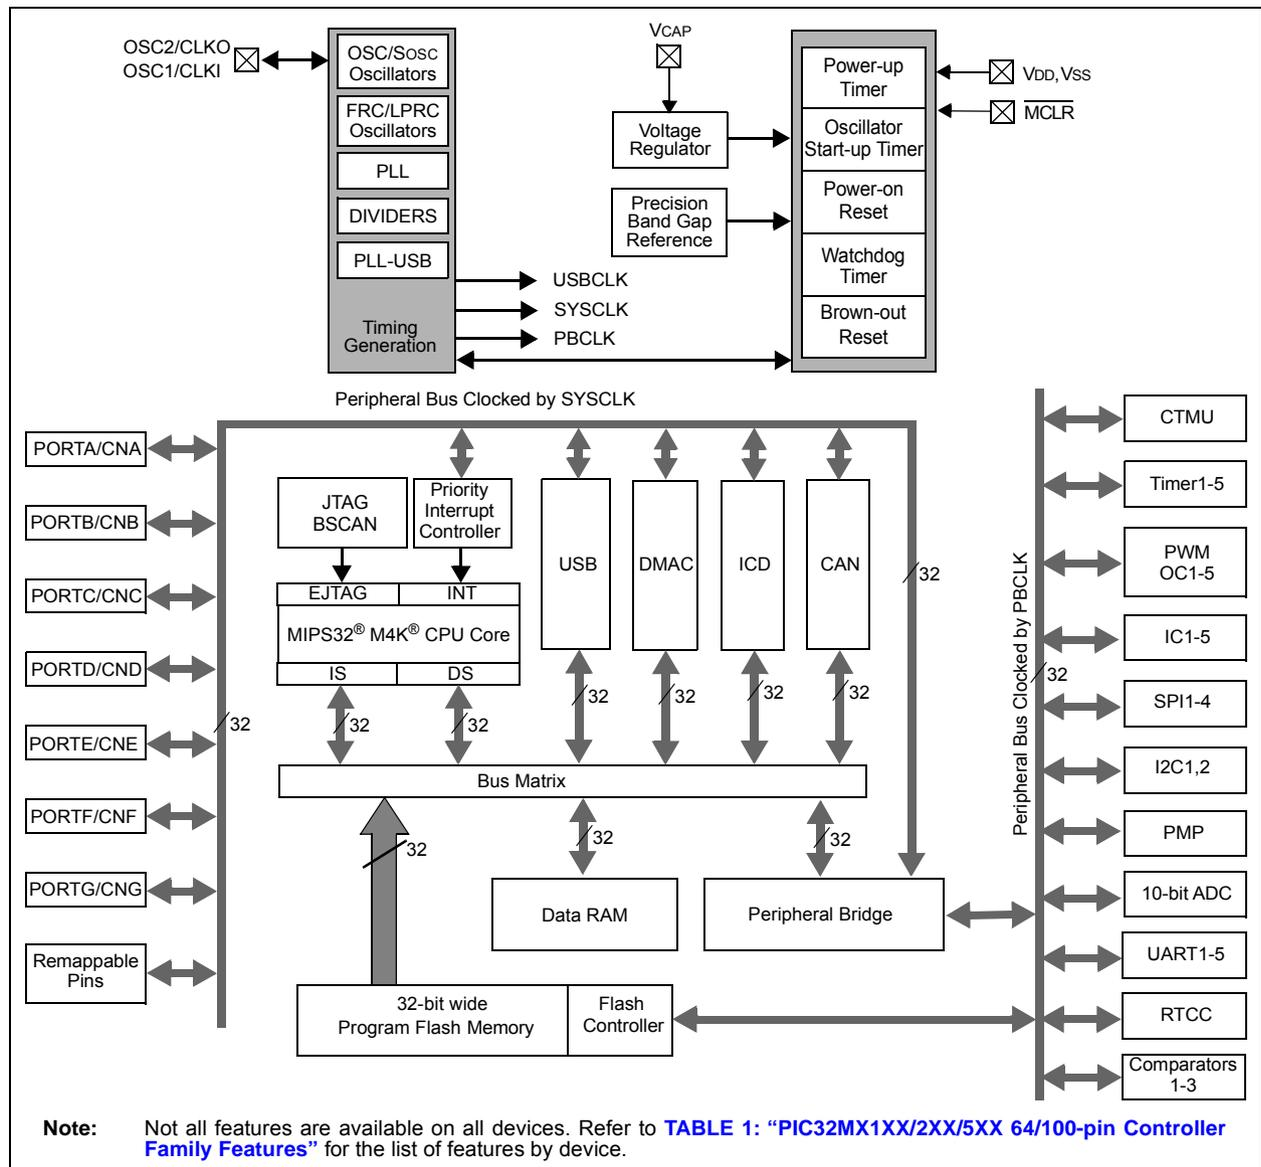 OSC2/CLKO
OSC1/CLKI
OSC/SOSC
Oscillators
FRC/LPRC
Oscillators
PLL
DIVIDERS
PLL-USB
Timing
Generation
USBCLK
SYSCLK
PBCLK
VCAP
Voltage
Regulator
Precision
Band Gap
Reference
Power-up
Timer
Oscillator
Start-up Timer
Power-on
Reset
Watchdog
Timer
Brown-out
Reset
VDD, VSS
MCLR
Peripheral Bus Clocked by SYSCLK
PORTA/CNA
PORTB/CNB
PORTC/CNC
PORTD/CND
PORTE/CNE
PORTF/CNF
PORTG/CNG
Remappable
Pins
32
JTAG
BSCAN
Priority
Interrupt
Controller
EJTAG
INT
MIPS32® M4K® CPU Core
IS
DS
USB
DMAC
ICD
CAN
32
32
32
32
32
32
32
Bus Matrix
32
32
32
Data RAM
Peripheral Bridge
32-bit wide
Program Flash Memory
Flash
Controller
Peripheral Bus Clocked by PBCLK
32
CTMU
Timer1-5
PWM
OC1-5
IC1-5
SPI1-4
I2C1,2
PMP
10-bit ADC
UART1-5
RTCC
Comparators
1-3
Note: Not all features are available on all devices. Refer to TABLE 1: “PIC32MX1XX/2XX/5XX 64/100-pin Controller
Family Features” for the list of features by device.